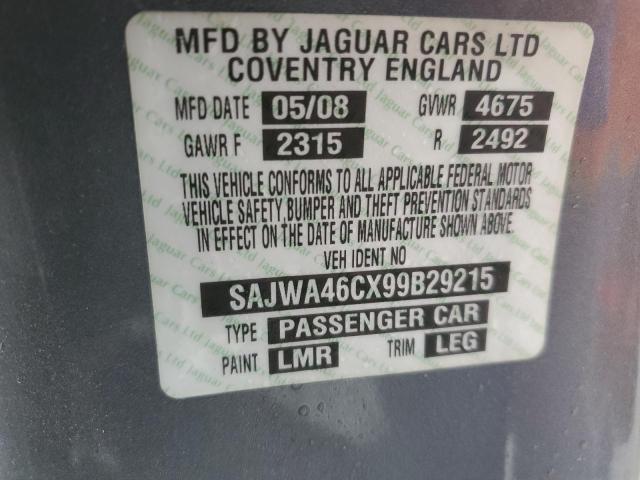 MFD BY JAGUAR CARS LTD
COVENTRY ENGLAND
MFD DATE 05/08 GVWR 4675
GAWR F 2315 R 2492
THIS VEHICLE CONFORMS TO ALL APPLICABLE FEDERAL MOTOR
VEHICLE SAFETY,BUMPER AND THEFT PREVENTION STANDARDS
IN EFFECT ON THE DATE OF MANUFACTURE SHOWN ABOVE.
VEH IDENT NO
SAJWA46CX99B29215
TYPE PASSENGER CAR
PAINT LMR TRIM LEG